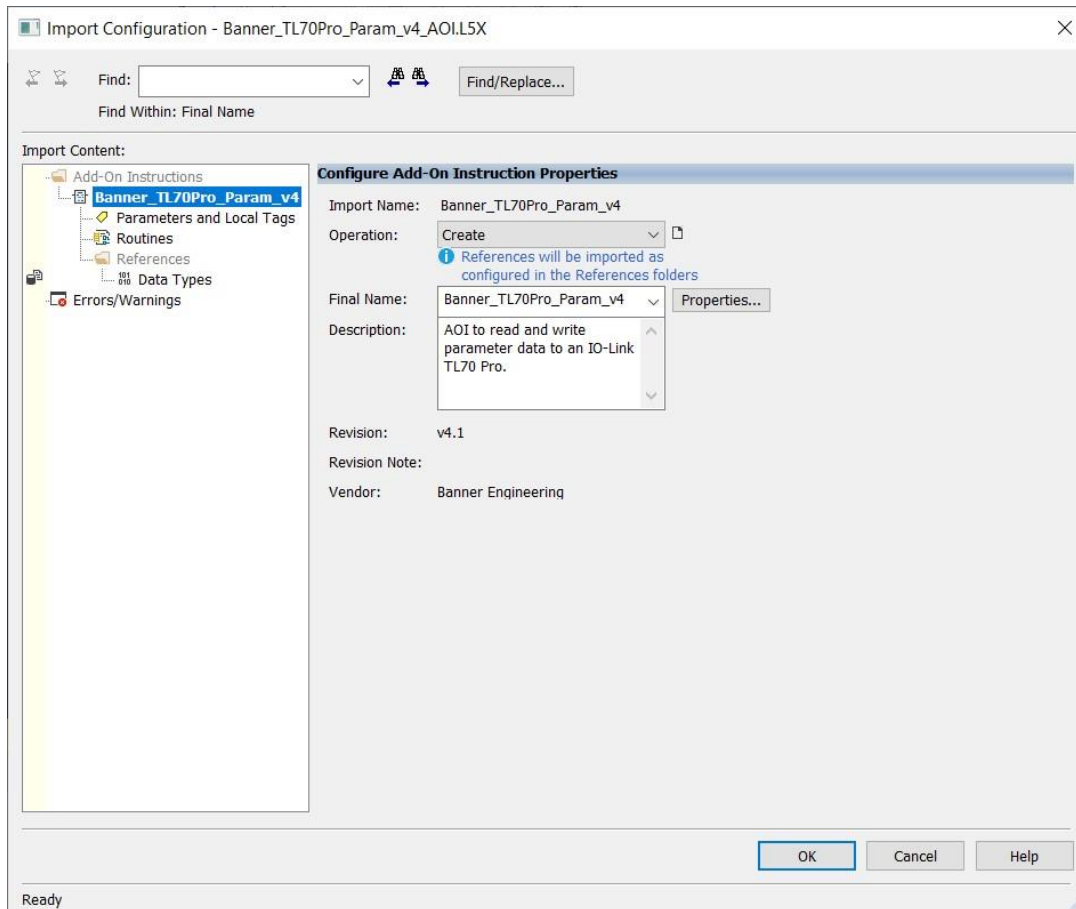 Import Configuration - Banner_TL70Pro_Param_v4_AOI.L5X
Find:
Find/Replace...
Find Within: Final Name
Import Content:
Add-On Instructions
Banner_TL70Pro_Param_v4
Parameters and Local Tags
Routines
References
Data Types
Errors/Warnings
Configure Add-On Instruction Properties
Import Name: Banner_TL70Pro_Param_v4
Operation: Create
References will be imported as
configured in the References folders
Final Name: Banner_TL70Pro_Param_v4 Properties...
Description: AOI to read and write
parameter data to an IO-Link
TL70 Pro.
Revision: v4.1
Revision Note:
Vendor: Banner Engineering
OK Cancel Help
Ready